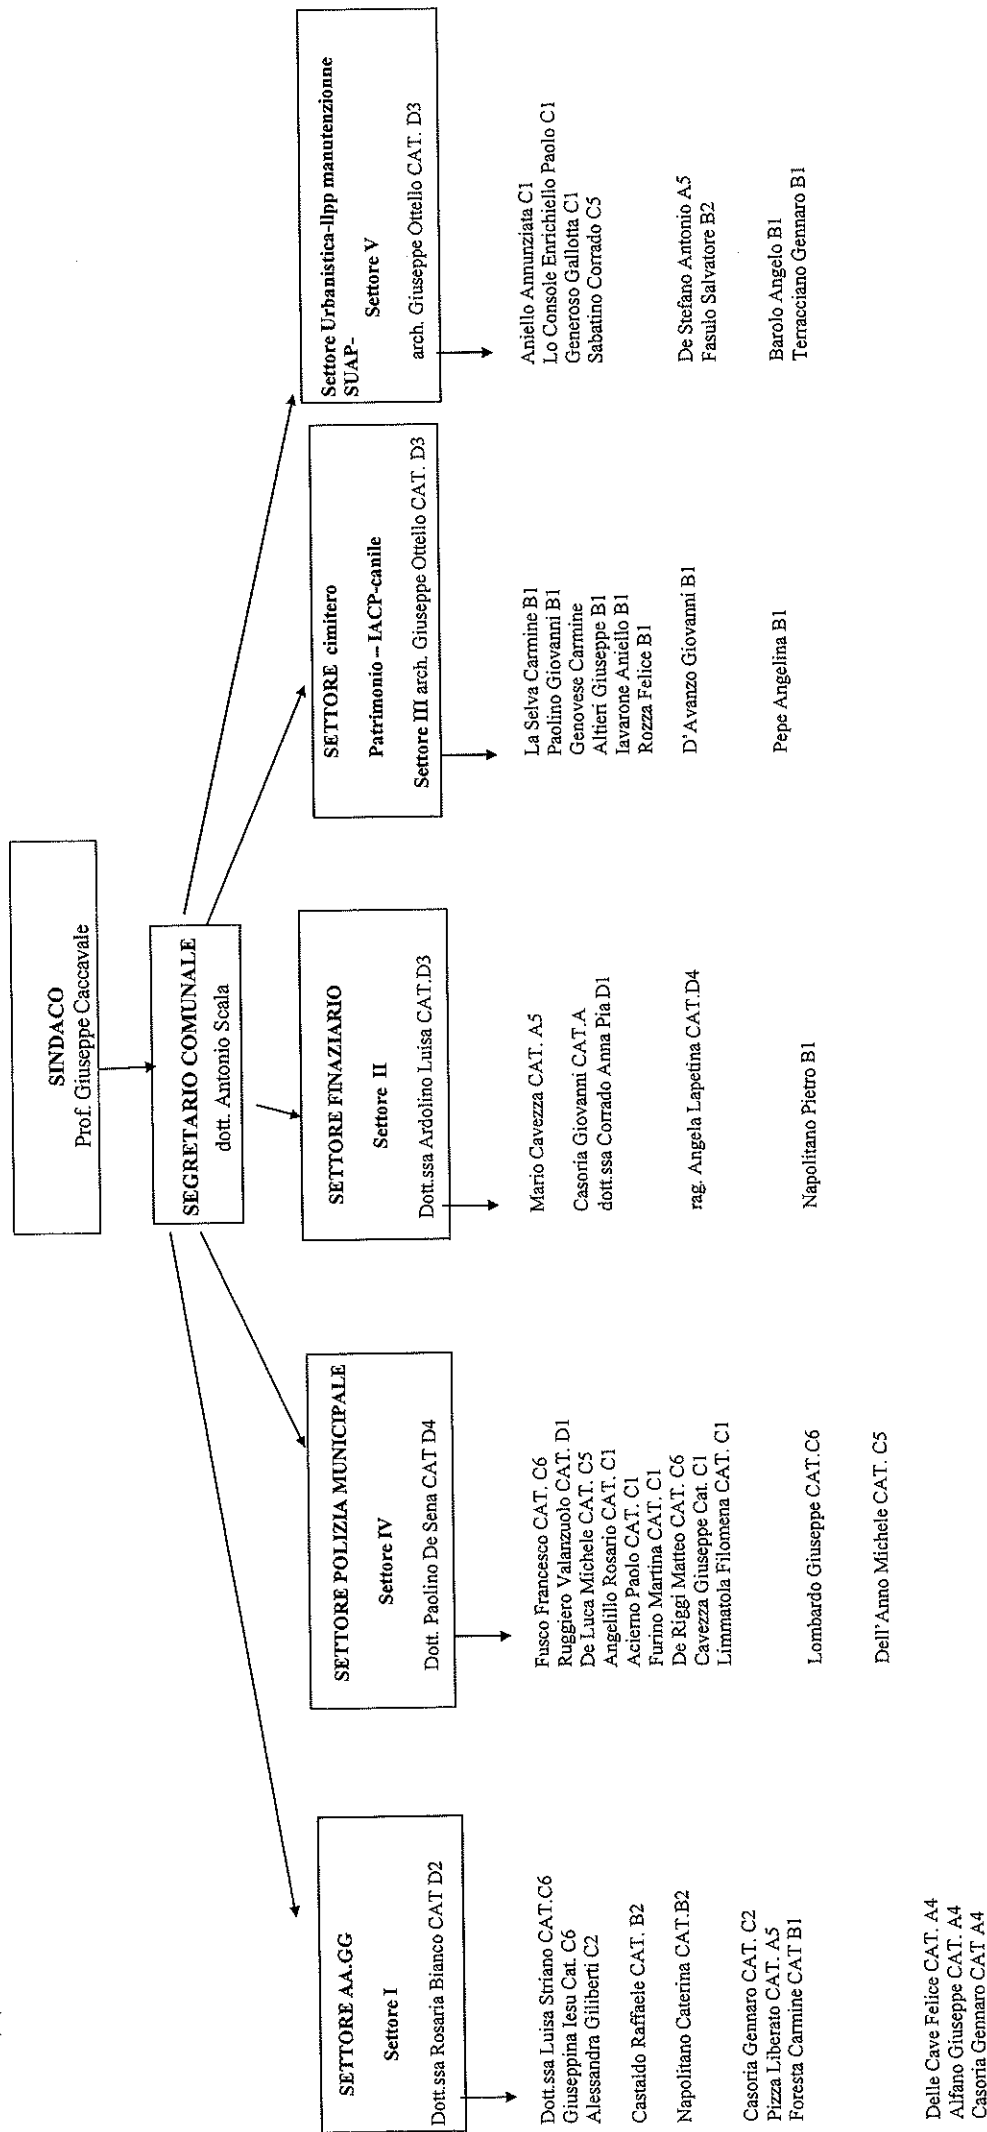 SINDACO
Prof. Giuseppe Caccavale
SEGRETARIO COMUNALE
dott. Antonio Scala
SETTORE AA.GG
Settore I
Dott.ssa Rosaria Bianco CAT D2
Dott.ssa Luisa Striano CAT.C6
Giuseppina Iesu Cat. C6
Alessandra Giliberti C2
Castaldo Raffaele CAT. B2
Napolitano Caterina CAT.B2
Casoria Gennaro CAT. C2
Pizza Liberato CAT. A5
Foresta Carmine CAT B1
Delle Cave Felice CAT. A4
Alfano Giuseppe CAT. A4
Casoria Gennaro CAT A4
SETTORE POLIZIA MUNICIPALE
Settore IV
Dott. Paolino De Sena CAT D4
Fusco Francesco CAT. C6
Ruggiero Valanzuolo CAT. D1
De Luca Michele CAT. C5
Angelillo Rosario CAT. C1
Acierno Paolo CAT. C1
Furino Martina CAT. C1
De Riggi Matteo CAT. C6
Cavezza Giuseppe Cat. C1
Limmatola Filomena CAT. C1
Lombardo Giuseppe CAT.C6
Dell'Anno Michele CAT. C5
SETTORE FINAZIARIO
Settore II
Dott.ssa Ardolino Luisa CAT.D3
Mario Cavezza CAT. A5
Casoria Giovanni CAT.A
dott.ssa Corrado Anna Pia D1
rag. Angela Lapetina CAT.D4
Napolitano Pietro B1
SETTORE cimitero
Patrimonio – IACP-canile
Settore III arch. Giuseppe Ottello CAT. D3
La Selva Carmine B1
Paolino Giovanni B1
Genovese Carmine
Altieri Giuseppe B1
Iavarone Aniello B1
Rozza Felice B1
D'Avanzo Giovanni B1
Pepe Angelina B1
Settore Urbanistica-llpp manutenzionne
SUAP-
Settore V
arch. Giuseppe Ottello CAT. D3
Aniello Annunziata C1
Lo Console Enrichiello Paolo C1
Generoso Gallotta C1
Sabatino Corrado C5
De Stefano Antonio A5
Fasulo Salvatore B2
Barolo Angelo B1
Terracciano Gennaro B1